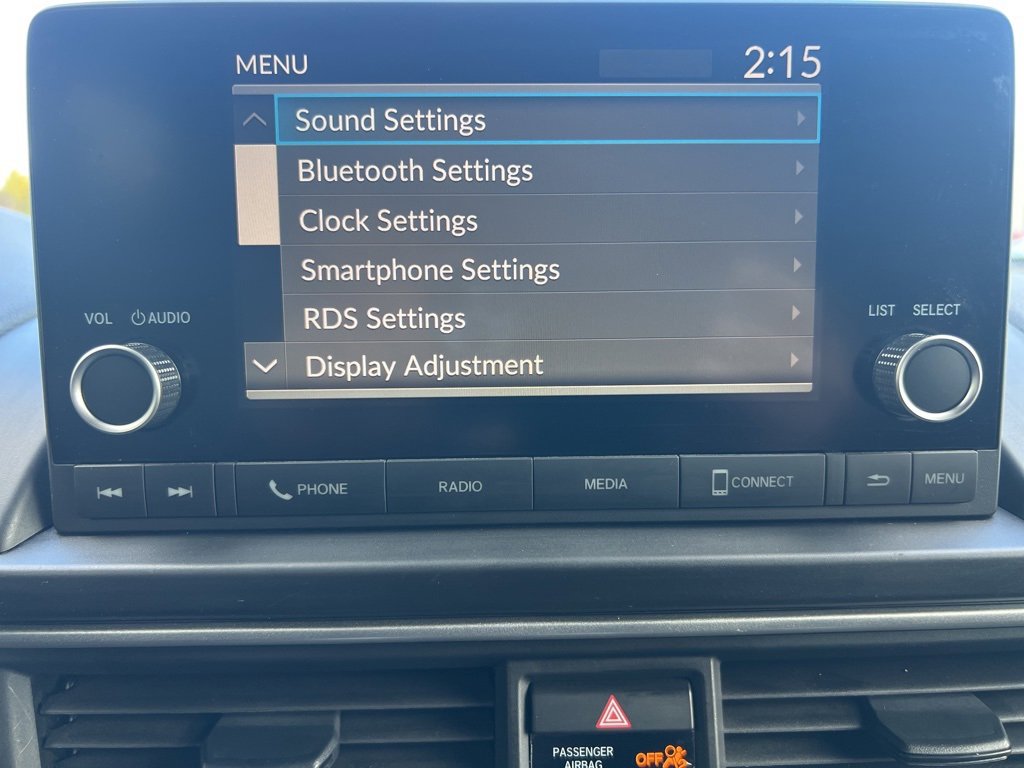 MENU
2:15
Sound Settings
Bluetooth Settings
Clock Settings
Smartphone Settings
RDS Settings
Display Adjustment
VOL AUDIO
LIST SELECT
PHONE
RADIO
MEDIA
CONNECT
MENU
PASSENGER
AIRBAG
OFF